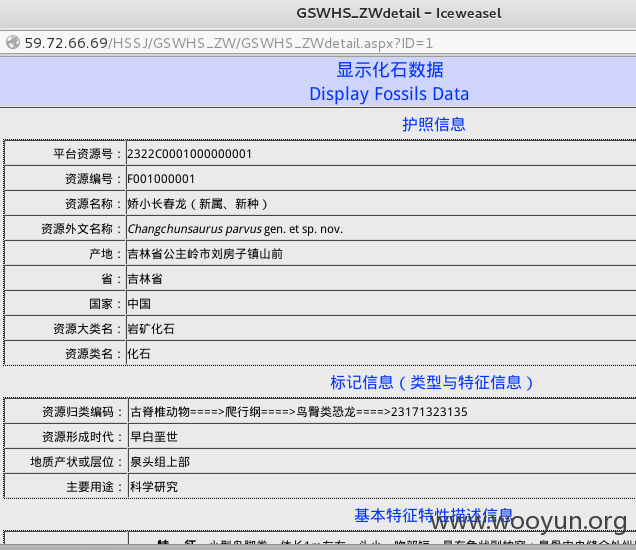 GSWHS_ZWdetail – Iceweasel
59.72.66.69/HSSJ/GSWHS_ZW/GSWHS_ZWdetail.aspx?ID=1
显示化石数据
Display Fossils Data
护照信息
平台资源号： 2322C0001000000001
资源编号： F001000001
资源名称： 娇小长春龙（新属、新种）
资源外文名称： Changchunsaurus parvus gen. et sp. nov.
产地： 吉林省公主岭市刘房子镇山前
省： 吉林省
国家： 中国
资源大类名： 岩矿化石
资源类名： 化石
标记信息（类型与特征信息）
资源归类编码： 古脊椎动物====>爬行纲====>鸟臀类恐龙====>23171323135
资源形成时代： 早白垩世
地质产状或层位： 泉头组上部
主要用途： 科学研究
基本特征特性描述信息
www.wooyun.org